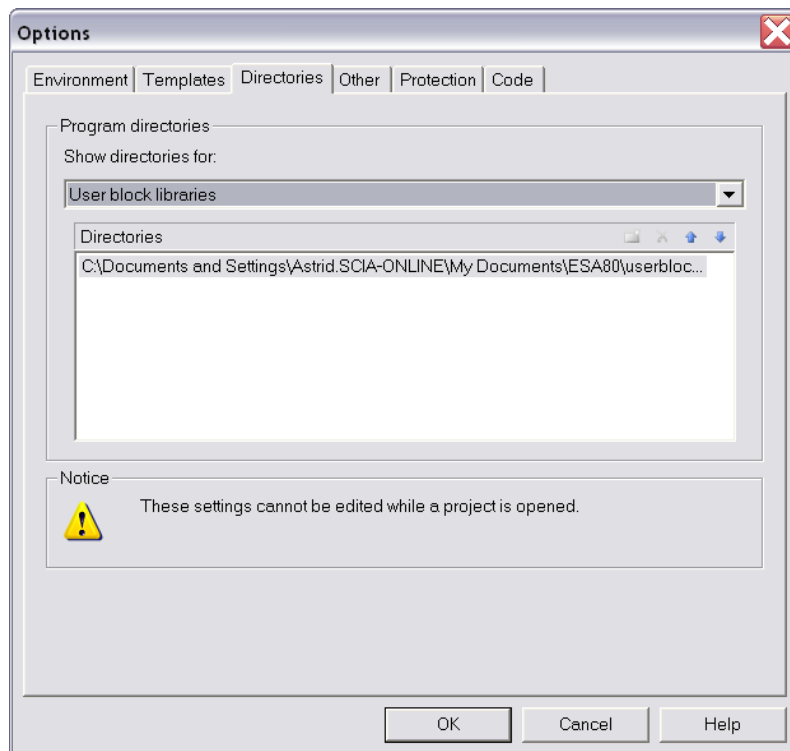 Options
Environment Templates Directories Other Protection Code
Program directories
Show directories for:
User block libraries
Directories
C:\Documents and Settings\Astrid.SCIA-ONLINE\My Documents\ESA80\userbloc...
Notice
These settings cannot be edited while a project is opened.
OK Cancel Help